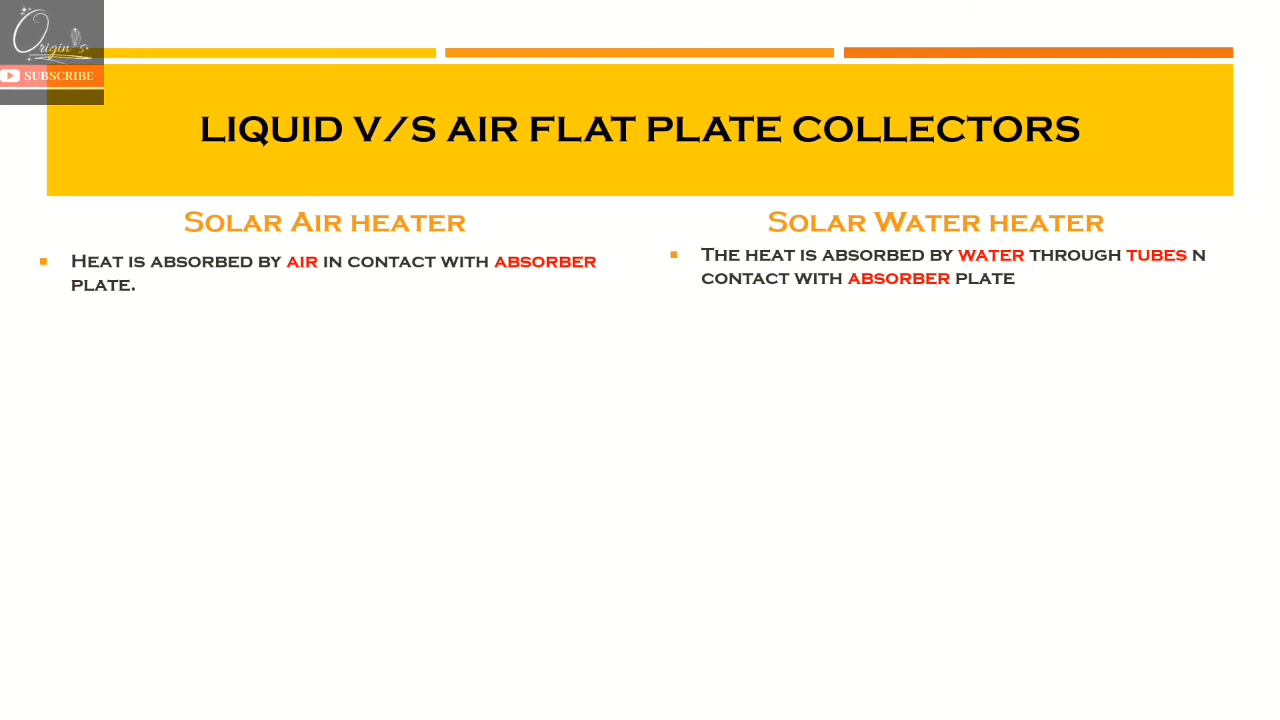 Origin's
SUBSCRIBE
LIQUID V/S AIR FLAT PLATE COLLECTORS
SOLAR AIR HEATER
HEAT IS ABSORBED BY AIR IN CONTACT WITH ABSORBER
PLATE.
SOLAR WATER HEATER
THE HEAT IS ABSORBED BY WATER THROUGH TUBES N
CONTACT WITH ABSORBER PLATE